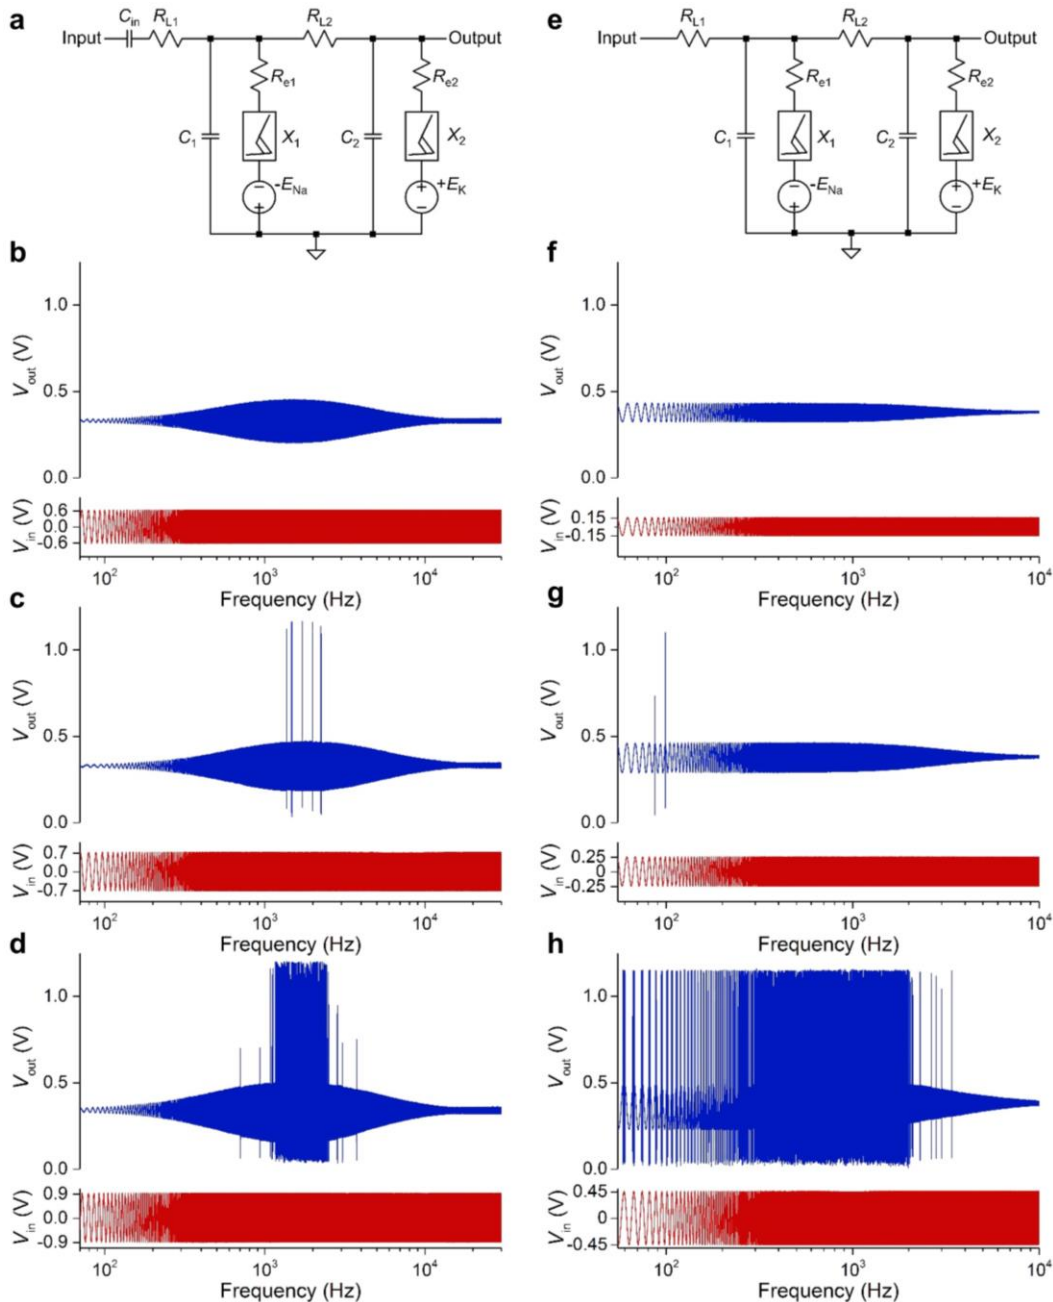 a
C_in R_L1 R_L2
Input Output
R_e1 R_e2
C_1 X_1 C_2 X_2
-E_Na +E_K
e
R_L1 R_L2
Input Output
R_e1 R_e2
C_1 X_1 C_2 X_2
-E_Na +E_K
b
V_out (V)
1.0
0.5
0.0
V_in (V)
0.6
0.0
-0.6
10^2 10^3 10^4
Frequency (Hz)
f
V_out (V)
1.0
0.5
0.0
V_in (V)
0.15
-0.15
10^2 10^3 10^4
Frequency (Hz)
c
V_out (V)
1.0
0.5
0.0
V_in (V)
0.7
0.0
-0.7
10^2 10^3 10^4
Frequency (Hz)
g
V_out (V)
1.0
0.5
0.0
V_in (V)
0.25
0
-0.25
10^2 10^3 10^4
Frequency (Hz)
d
V_out (V)
1.0
0.5
0.0
V_in (V)
0.9
0.0
-0.9
10^2 10^3 10^4
Frequency (Hz)
h
V_out (V)
1.0
0.5
0.0
V_in (V)
0.45
0
-0.45
10^2 10^3 10^4
Frequency (Hz)